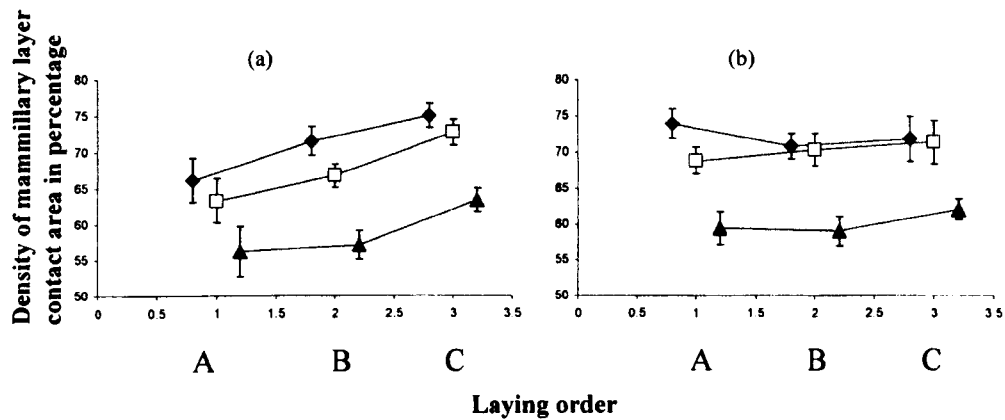 (a) (b)
Density of mammillary layer
contact area in percentage
80 80
75 75
70 70
65 65
60 60
55 55
50 50
0 0.5 1 1.5 2 2.5 3 3.5 0 0.5 1 1.5 2 2.5 3 3.5
A B C A B C
Laying order